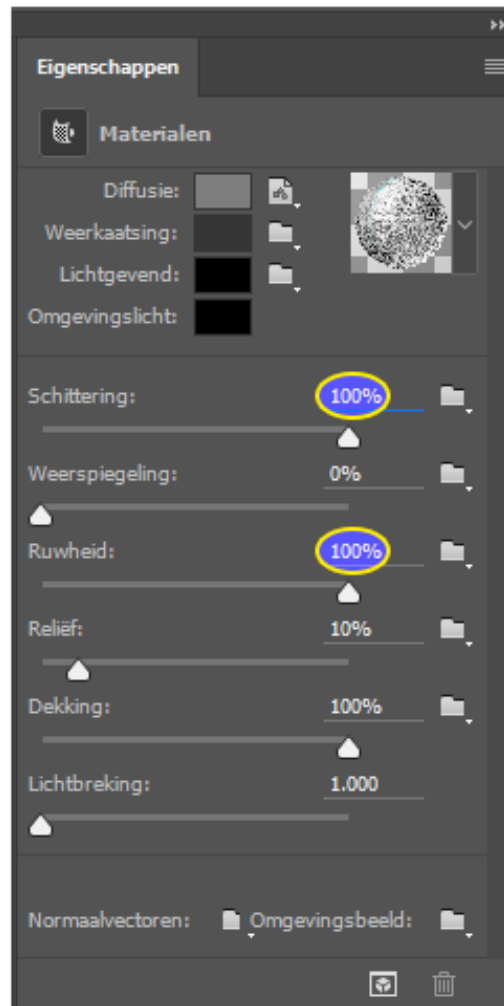 Eigenschappen
Materialen
Diffusie:
Weerkaatsing:
Lichtgevend:
Omgevingslicht:
Schittering: 100%
Weerspiegeling: 0%
Ruwheid: 100%
Reliëf: 10%
Dekking: 100%
Lichtbreking: 1.000
Normaalvectoren: Omgevingsbeeld: